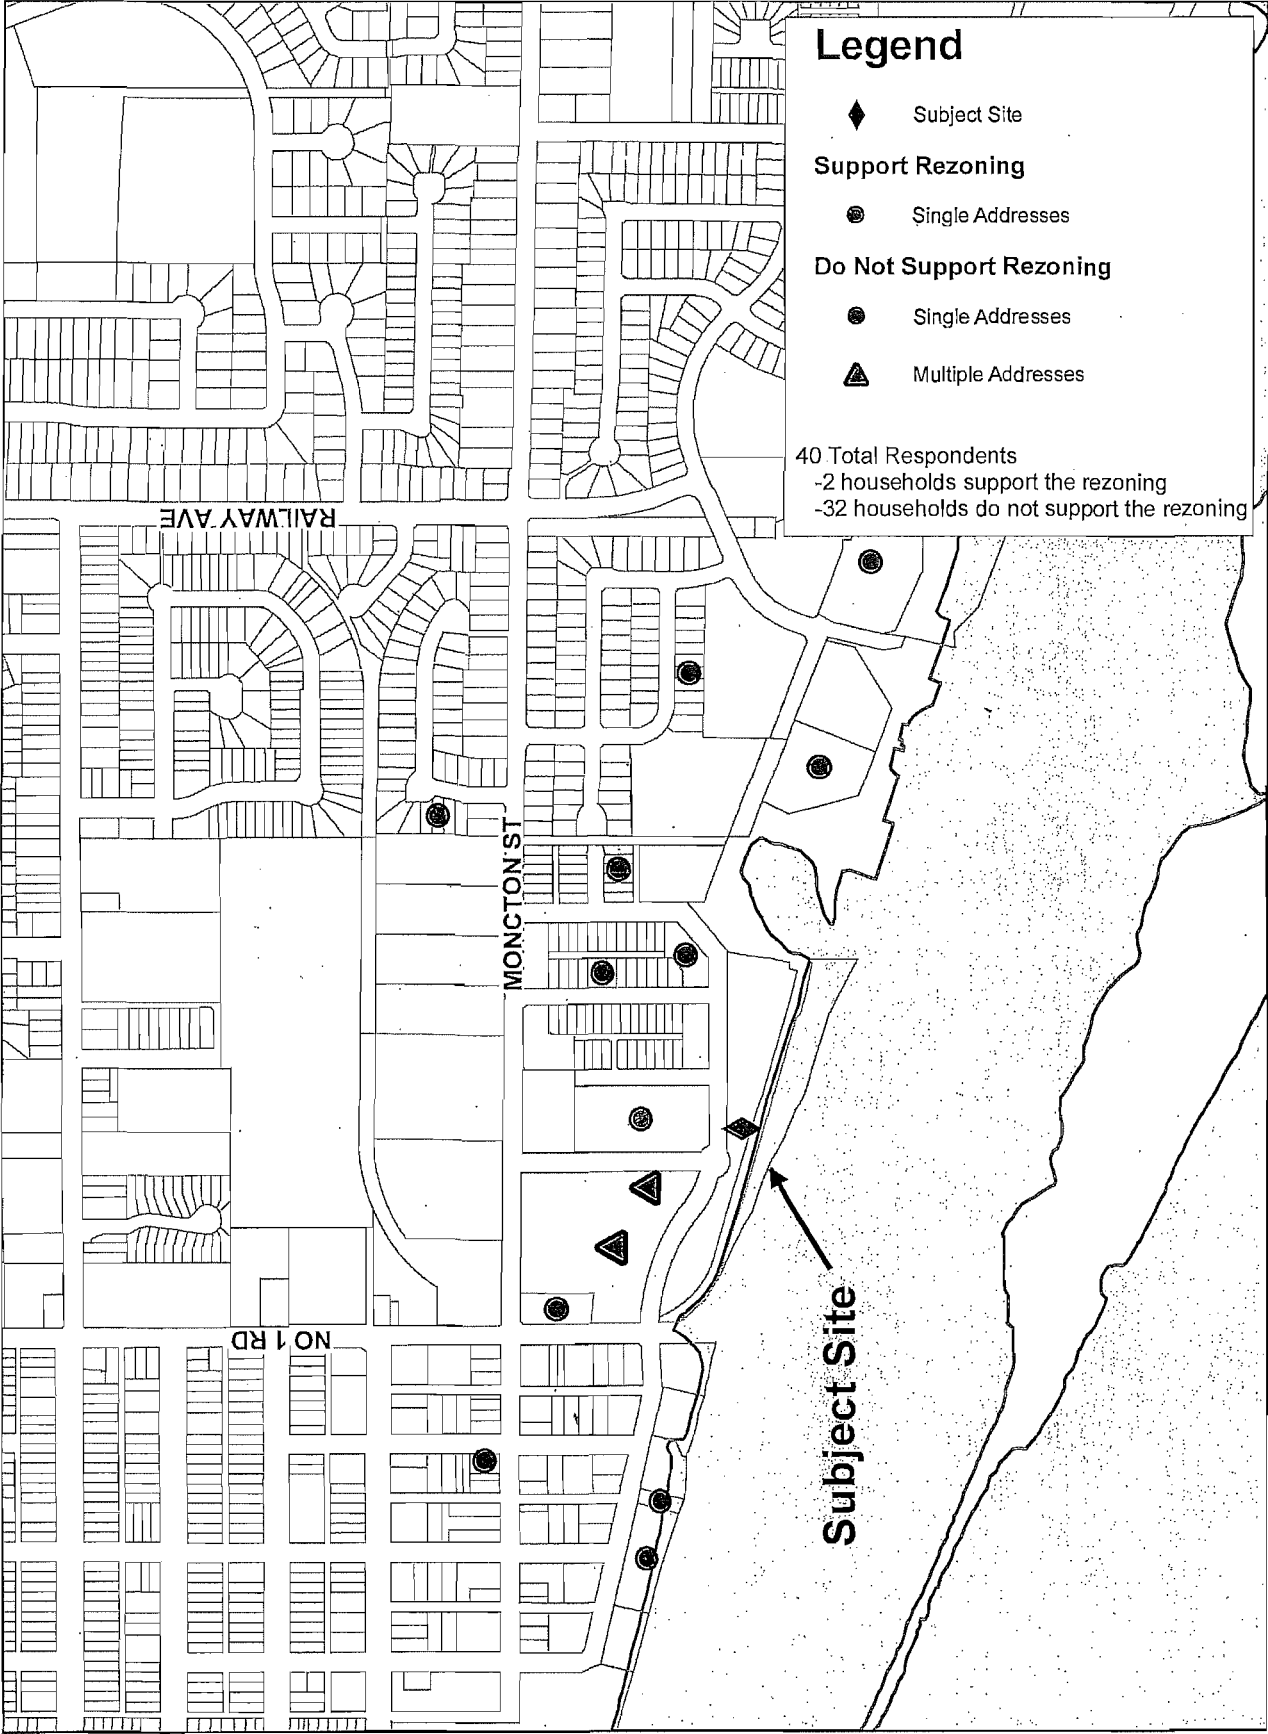 Legend
Subject Site
Support Rezoning
Single Addresses
Do Not Support Rezoning
Single Addresses
Multiple Addresses
40 Total Respondents
-2 households support the rezoning
-32 households do not support the rezoning
RAILWAY AVE
MONCTON ST
NO 1 RD
Subject Site